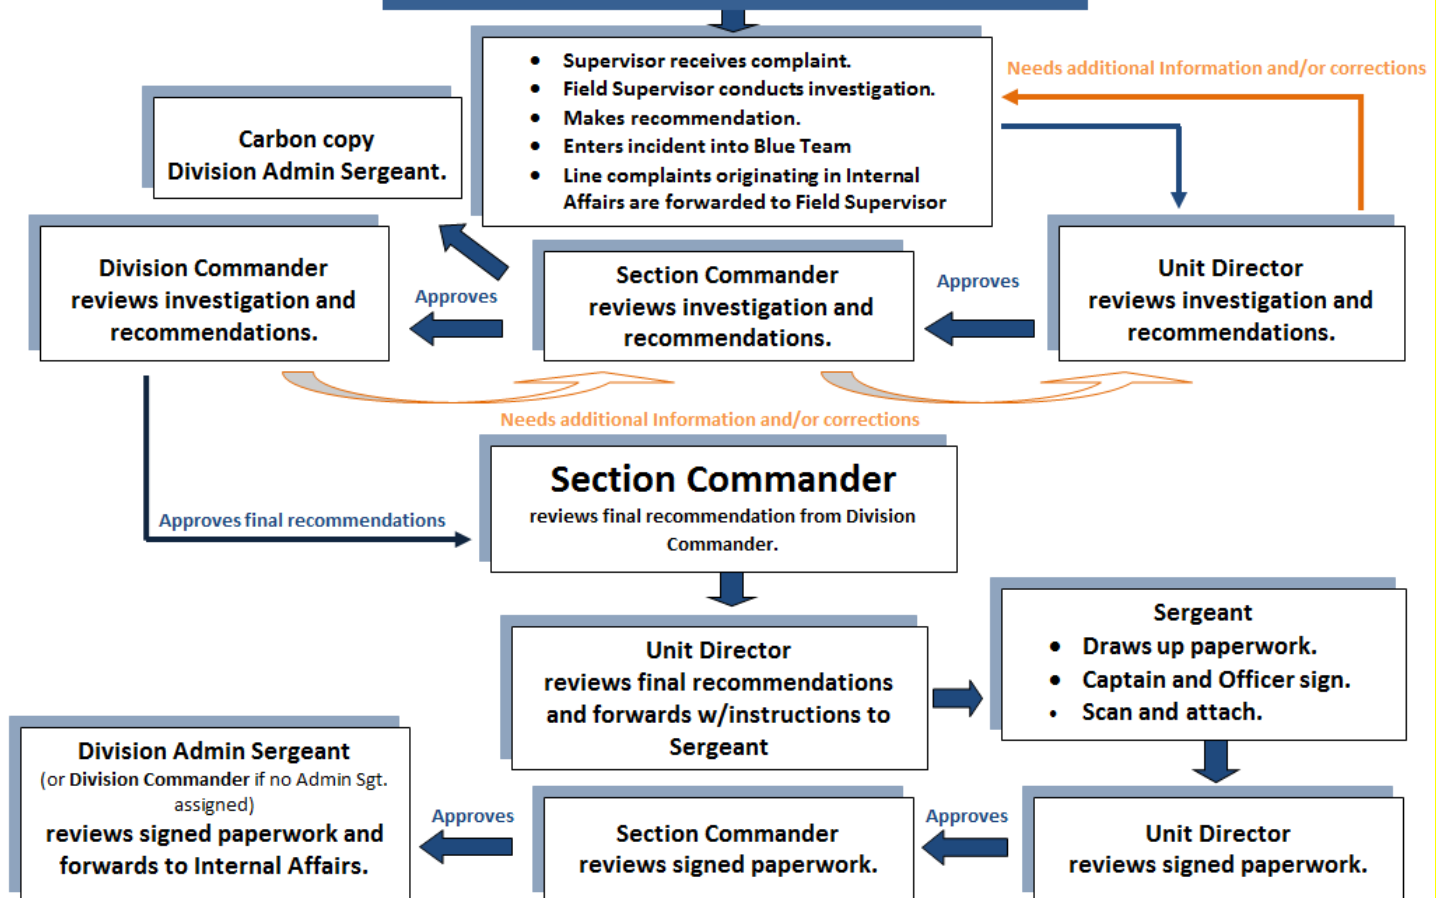 • Supervisor receives complaint.
• Field Supervisor conducts investigation.
• Makes recommendation.
• Enters incident into Blue Team
• Line complaints originating in Internal
Affairs are forwarded to Field Supervisor
Needs additional Information and/or corrections
Carbon copy
Division Admin Sergeant.
Division Commander
reviews investigation and
recommendations.
Approves
Section Commander
reviews investigation and
recommendations.
Approves
Unit Director
reviews investigation and
recommendations.
Needs additional Information and/or corrections
Section Commander
reviews final recommendation from Division
Commander.
Approves final recommendations
Unit Director
reviews final recommendations
and forwards w/instructions to
Sergeant
Sergeant
• Draws up paperwork.
• Captain and Officer sign.
• Scan and attach.
Division Admin Sergeant
(or Division Commander if no Admin Sgt.
assigned)
reviews signed paperwork and
forwards to Internal Affairs.
Approves
Section Commander
reviews signed paperwork.
Approves
Unit Director
reviews signed paperwork.